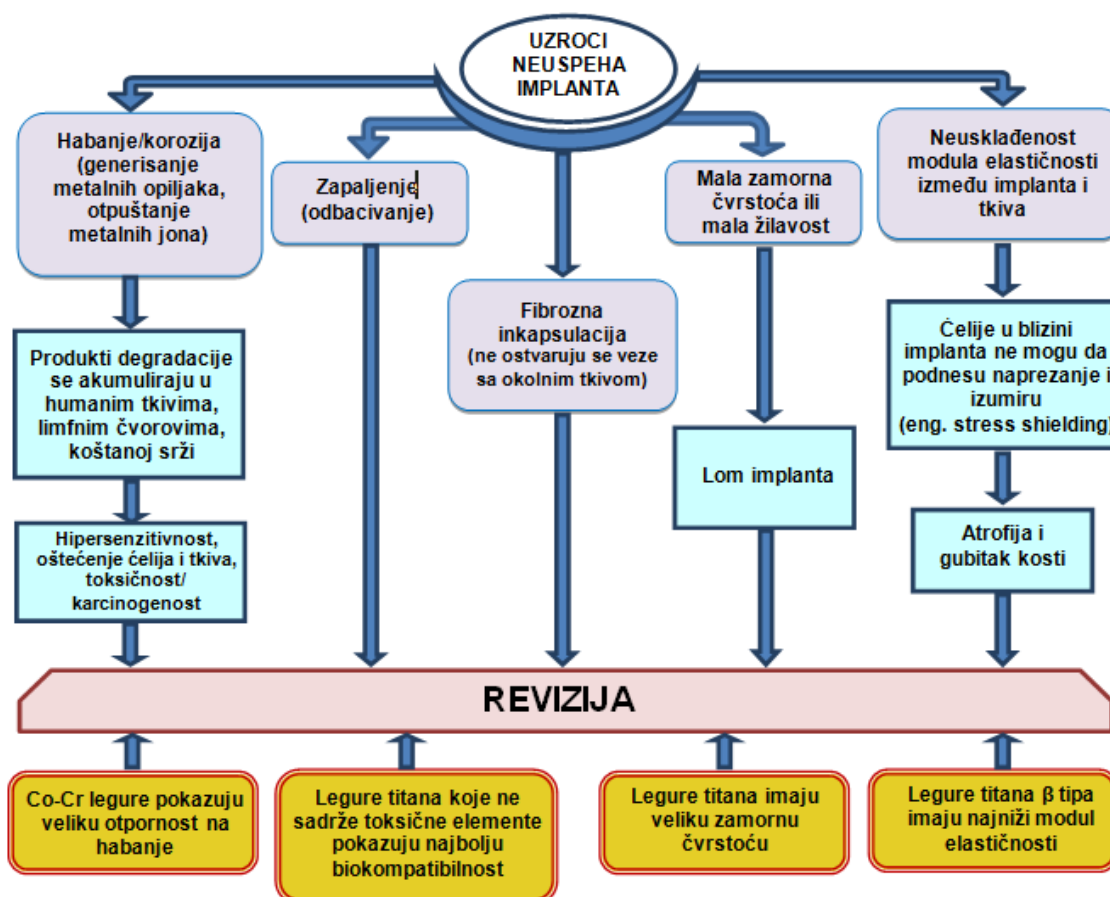 UZROCI
NEUSPEHA
IMPLANTA
Habanje/korozija
(generisanje
metalnih opiljaka,
otpuštanje
metalnih jona)
Zapaljenje
(odbacivanje)
Fibrozna
inkapsulacija
(ne ostvaruju se veze
sa okolnim tkivom)
Mala zamorna
čvrstoća ili
mala žilavost
Neusklađenost
modula elastičnosti
između implanta i
tkiva
Produkti degradacije
se akumuliraju u
humanim tkivima,
limfnim čvorovima,
koštanoj srži
Lom implanta
Ćelije u blizini
implanta ne mogu da
podnesu naprezanje i
izumiru
(eng. stress shielding)
Hipersenzitivnost,
oštećenje ćelija i tkiva,
toksičnost/
karcinogenost
Atrofija i
gubitak kosti
REVIZIJA
Co-Cr legure pokazuju
veliku otpornost na
habanje
Legure titana koje ne
sadrže toksične elemente
pokazuju najbolju
biokompatibilnost
Legure titana imaju
veliku zamornu
čvrstoću
Legure titana β tipa
imaju najniži modul
elastičnosti